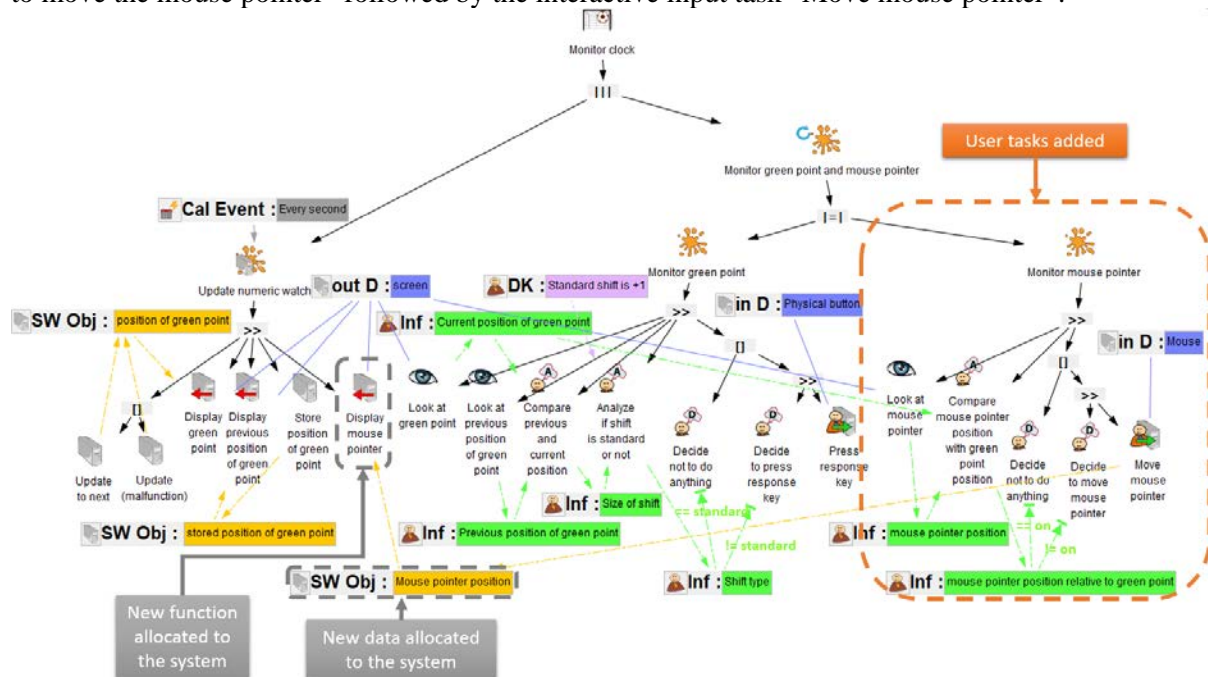 to move the mouse pointer" followed by the interactive input task "Move mouse pointer".
Monitor clock
|||
User tasks added
Monitor green point and mouse pointer
|=|
Cal Event : Every second
Update numeric watch
out D : screen
DK : Standard shift is +1
Monitor green point
Monitor mouse pointer
in D : Physical button
SW Obj : position of green point
>>
Inf : Current position of green point
>>
>>
in D : Mouse
[]
[]
[]
>>
>>
Display
green
point
Display
previous
position
of green
point
Store
position
of green
point
Display
mouse
pointer
Look at
green point
Look at
previous
position
of green
point
Compare
previous
and
current
position
Analyze
if shift
is standard
or not
Decide
not to do
anything
Decide
to press
response
key
Press
response
key
Look at
mouse
pointer
Compare
mouse pointer
position
with green
point
position
Decide
not to do
anything
Decide
to move
mouse
pointer
Move
mouse
pointer
Update
to next
Update
(malfunction)
Inf : Size of shift
== standard
SW Obj : stored position of green point
Inf : Previous position of green point
!= standard
Inf : mouse pointer position
== on
!= on
SW Obj : Mouse pointer position
Inf : Shift type
Inf : mouse pointer position relative to green point
New function
allocated to
the system
New data allocated
to the system
A
A
D
D
A
D
D